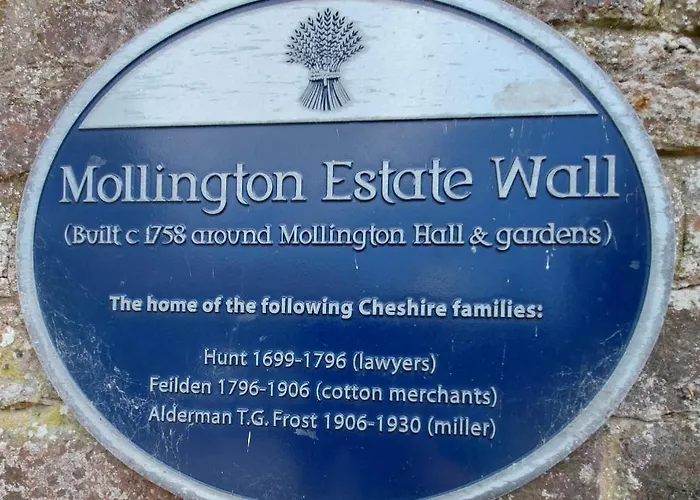 Mollington Estate Wall
(Built c 1758 around Mollington Hall & gardens)
The home of the following Cheshire families:
Hunt 1699-1796 (lawyers)
Feilden 1796-1906 (cotton merchants)
Alderman T.G. Frost 1906-1930 (miller)